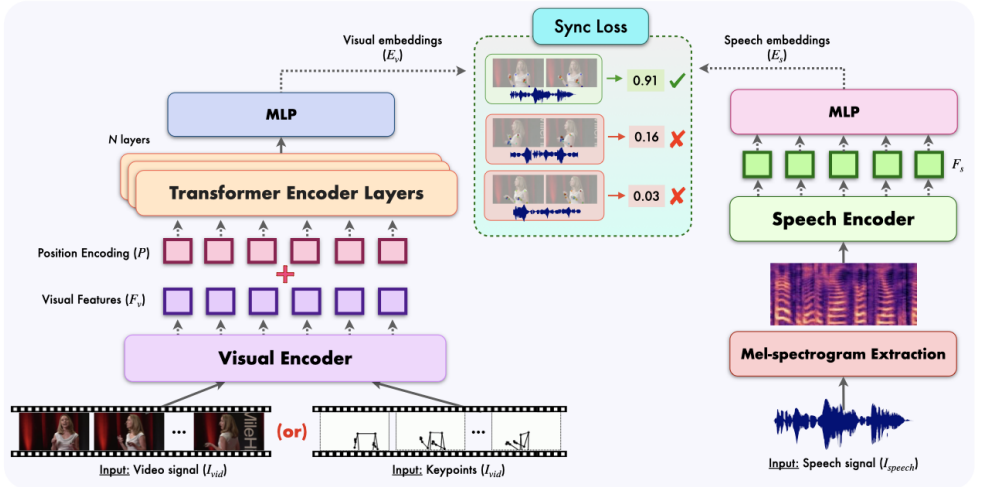 Sync Loss
Visual embeddings
(E_v)
Speech embeddings
(E_s)
0.91
0.16
0.03
MLP
N layers
Transformer Encoder Layers
Position Encoding (P)
+
Visual Features (F_v)
Visual Encoder
MileH
...
(or)
...
Input: Video signal (I_vid)
Input: Keypoints (I_vid)
MLP
F_s
Speech Encoder
Mel-spectrogram Extraction
Input: Speech signal (I_speech)